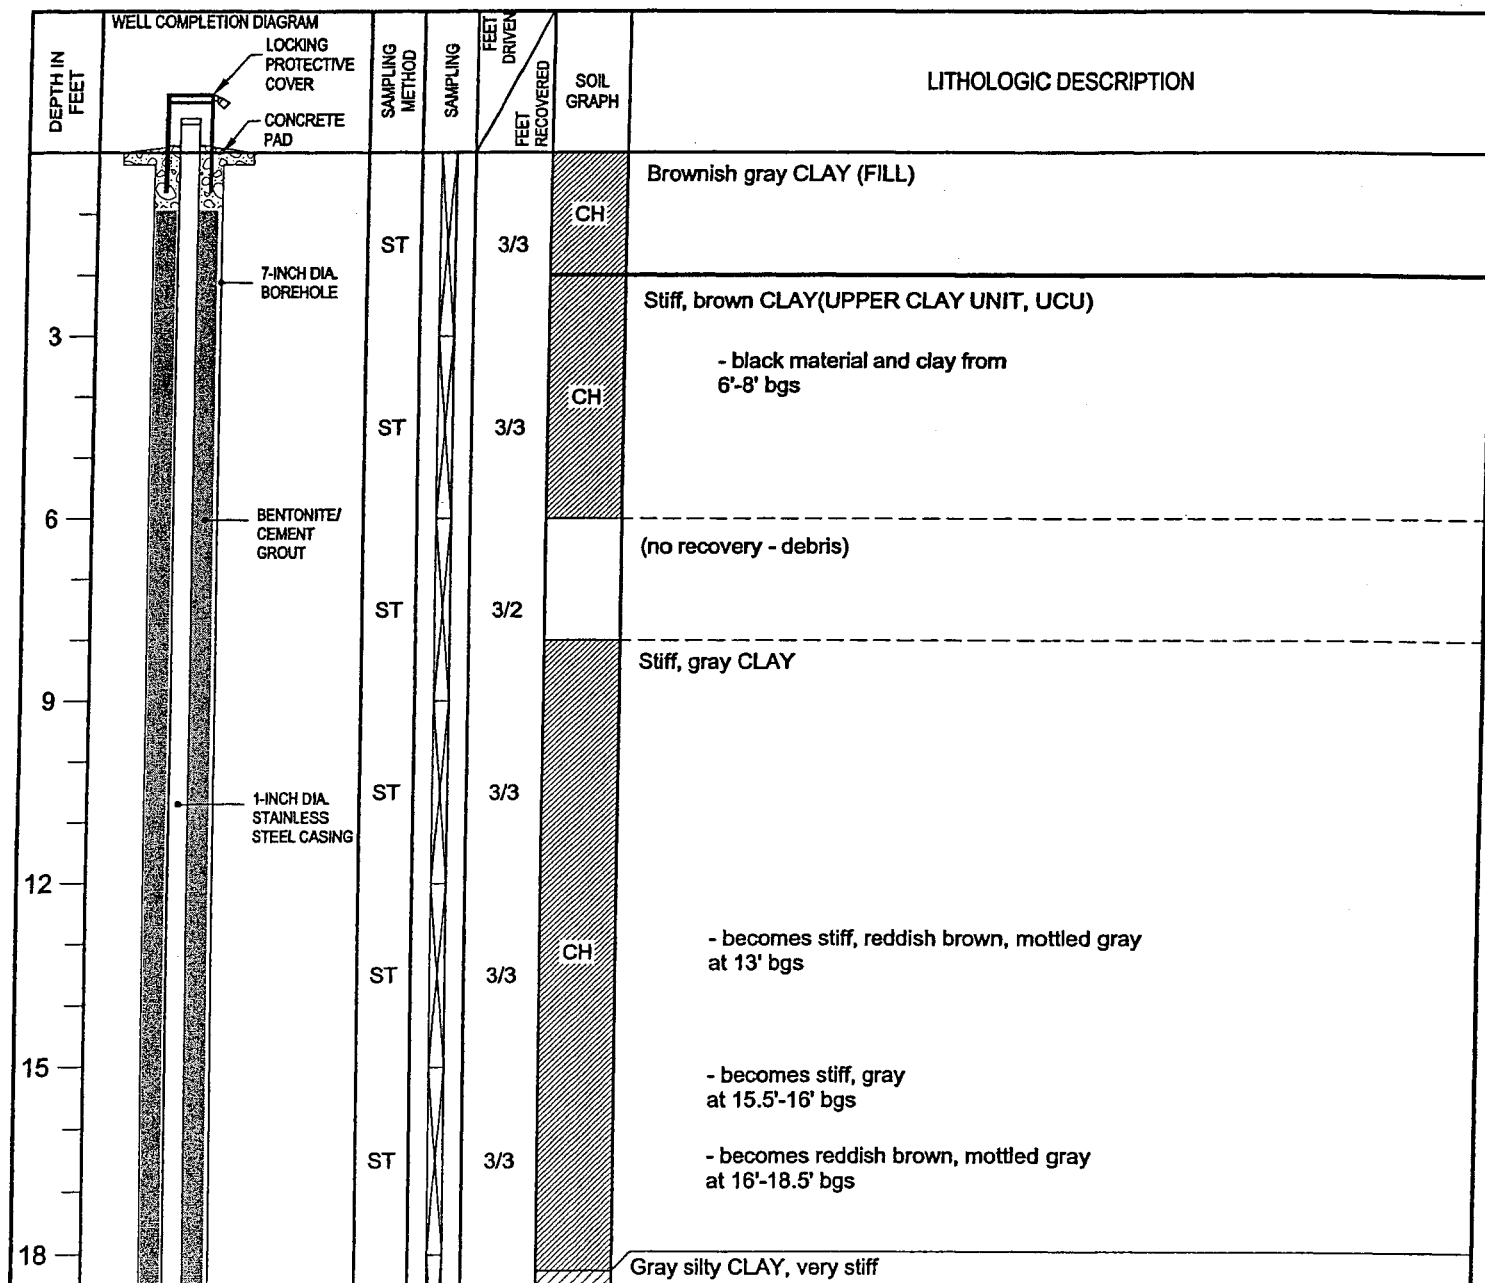 WELL COMPLETION DIAGRAM
DEPTH IN
FEET
LOCKING
PROTECTIVE
COVER
CONCRETE
PAD
SAMPLING
METHOD
SAMPLING
FEET
DRIVEN
FEET
RECOVERED
SOIL
GRAPH
LITHOLOGIC DESCRIPTION
Brownish gray CLAY (FILL)
CH
ST
3/3
7-INCH DIA.
BOREHOLE
Stiff, brown CLAY(UPPER CLAY UNIT, UCU)
3
- black material and clay from
6'-8' bgs
CH
ST
3/3
6
BENTONITE/
CEMENT
GROUT
(no recovery - debris)
ST
3/2
Stiff, gray CLAY
9
1-INCH DIA.
STAINLESS
STEEL CASING
ST
3/3
12
- becomes stiff, reddish brown, mottled gray
at 13' bgs
CH
ST
3/3
15
- becomes stiff, gray
at 15.5'-16' bgs
ST
3/3
- becomes reddish brown, mottled gray
at 16'-18.5' bgs
18
Gray silty CLAY, very stiff